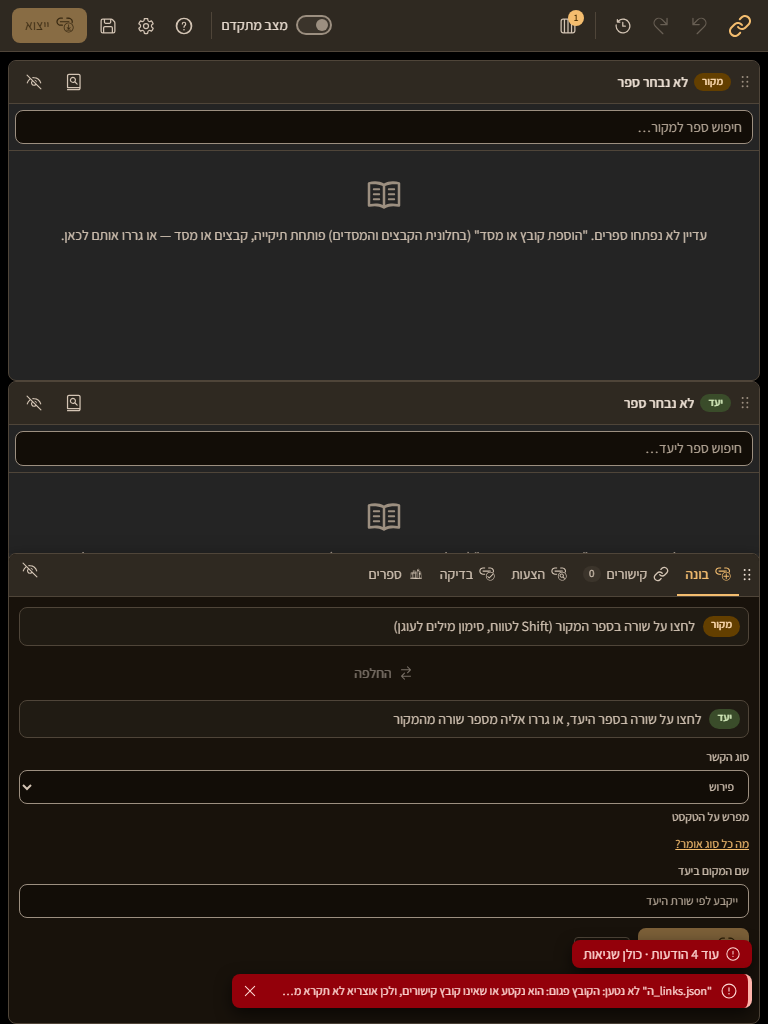 1
מצב מתקדם
ייצוא
מקור
לא נבחר ספר
חיפוש ספר למקור…
עדיין לא נפתחו ספרים. "הוספת קובץ או מסד" (בחלונית הקבצים והמסדים) פותחת תיקייה, קבצים או מסד — או גררו אותם לכאן.
יעד
לא נבחר ספר
חיפוש ספר ליעד…
בונה
קישורים 0
הצעות
בדיקה
ספרים
מקור
לחצו על שורה בספר המקור (Shift לטווח, סימון מילים לעוגן)
החלפה
יעד
לחצו על שורה בספר היעד, או גררו אליה מספר שורה מהמקור
סוג הקשר
פירוש
מפרש על הטקסט
מה כל סוג אומר?
שם המקום ביעד
ייקבע לפי שורת היעד
עוד 4 הודעות · כולן שגיאות
"ה_links.json" לא נטען: הקובץ פגום: הוא נקטע או שאינו קובץ קישורים, ולכן אוצריא לא תקרא מ…